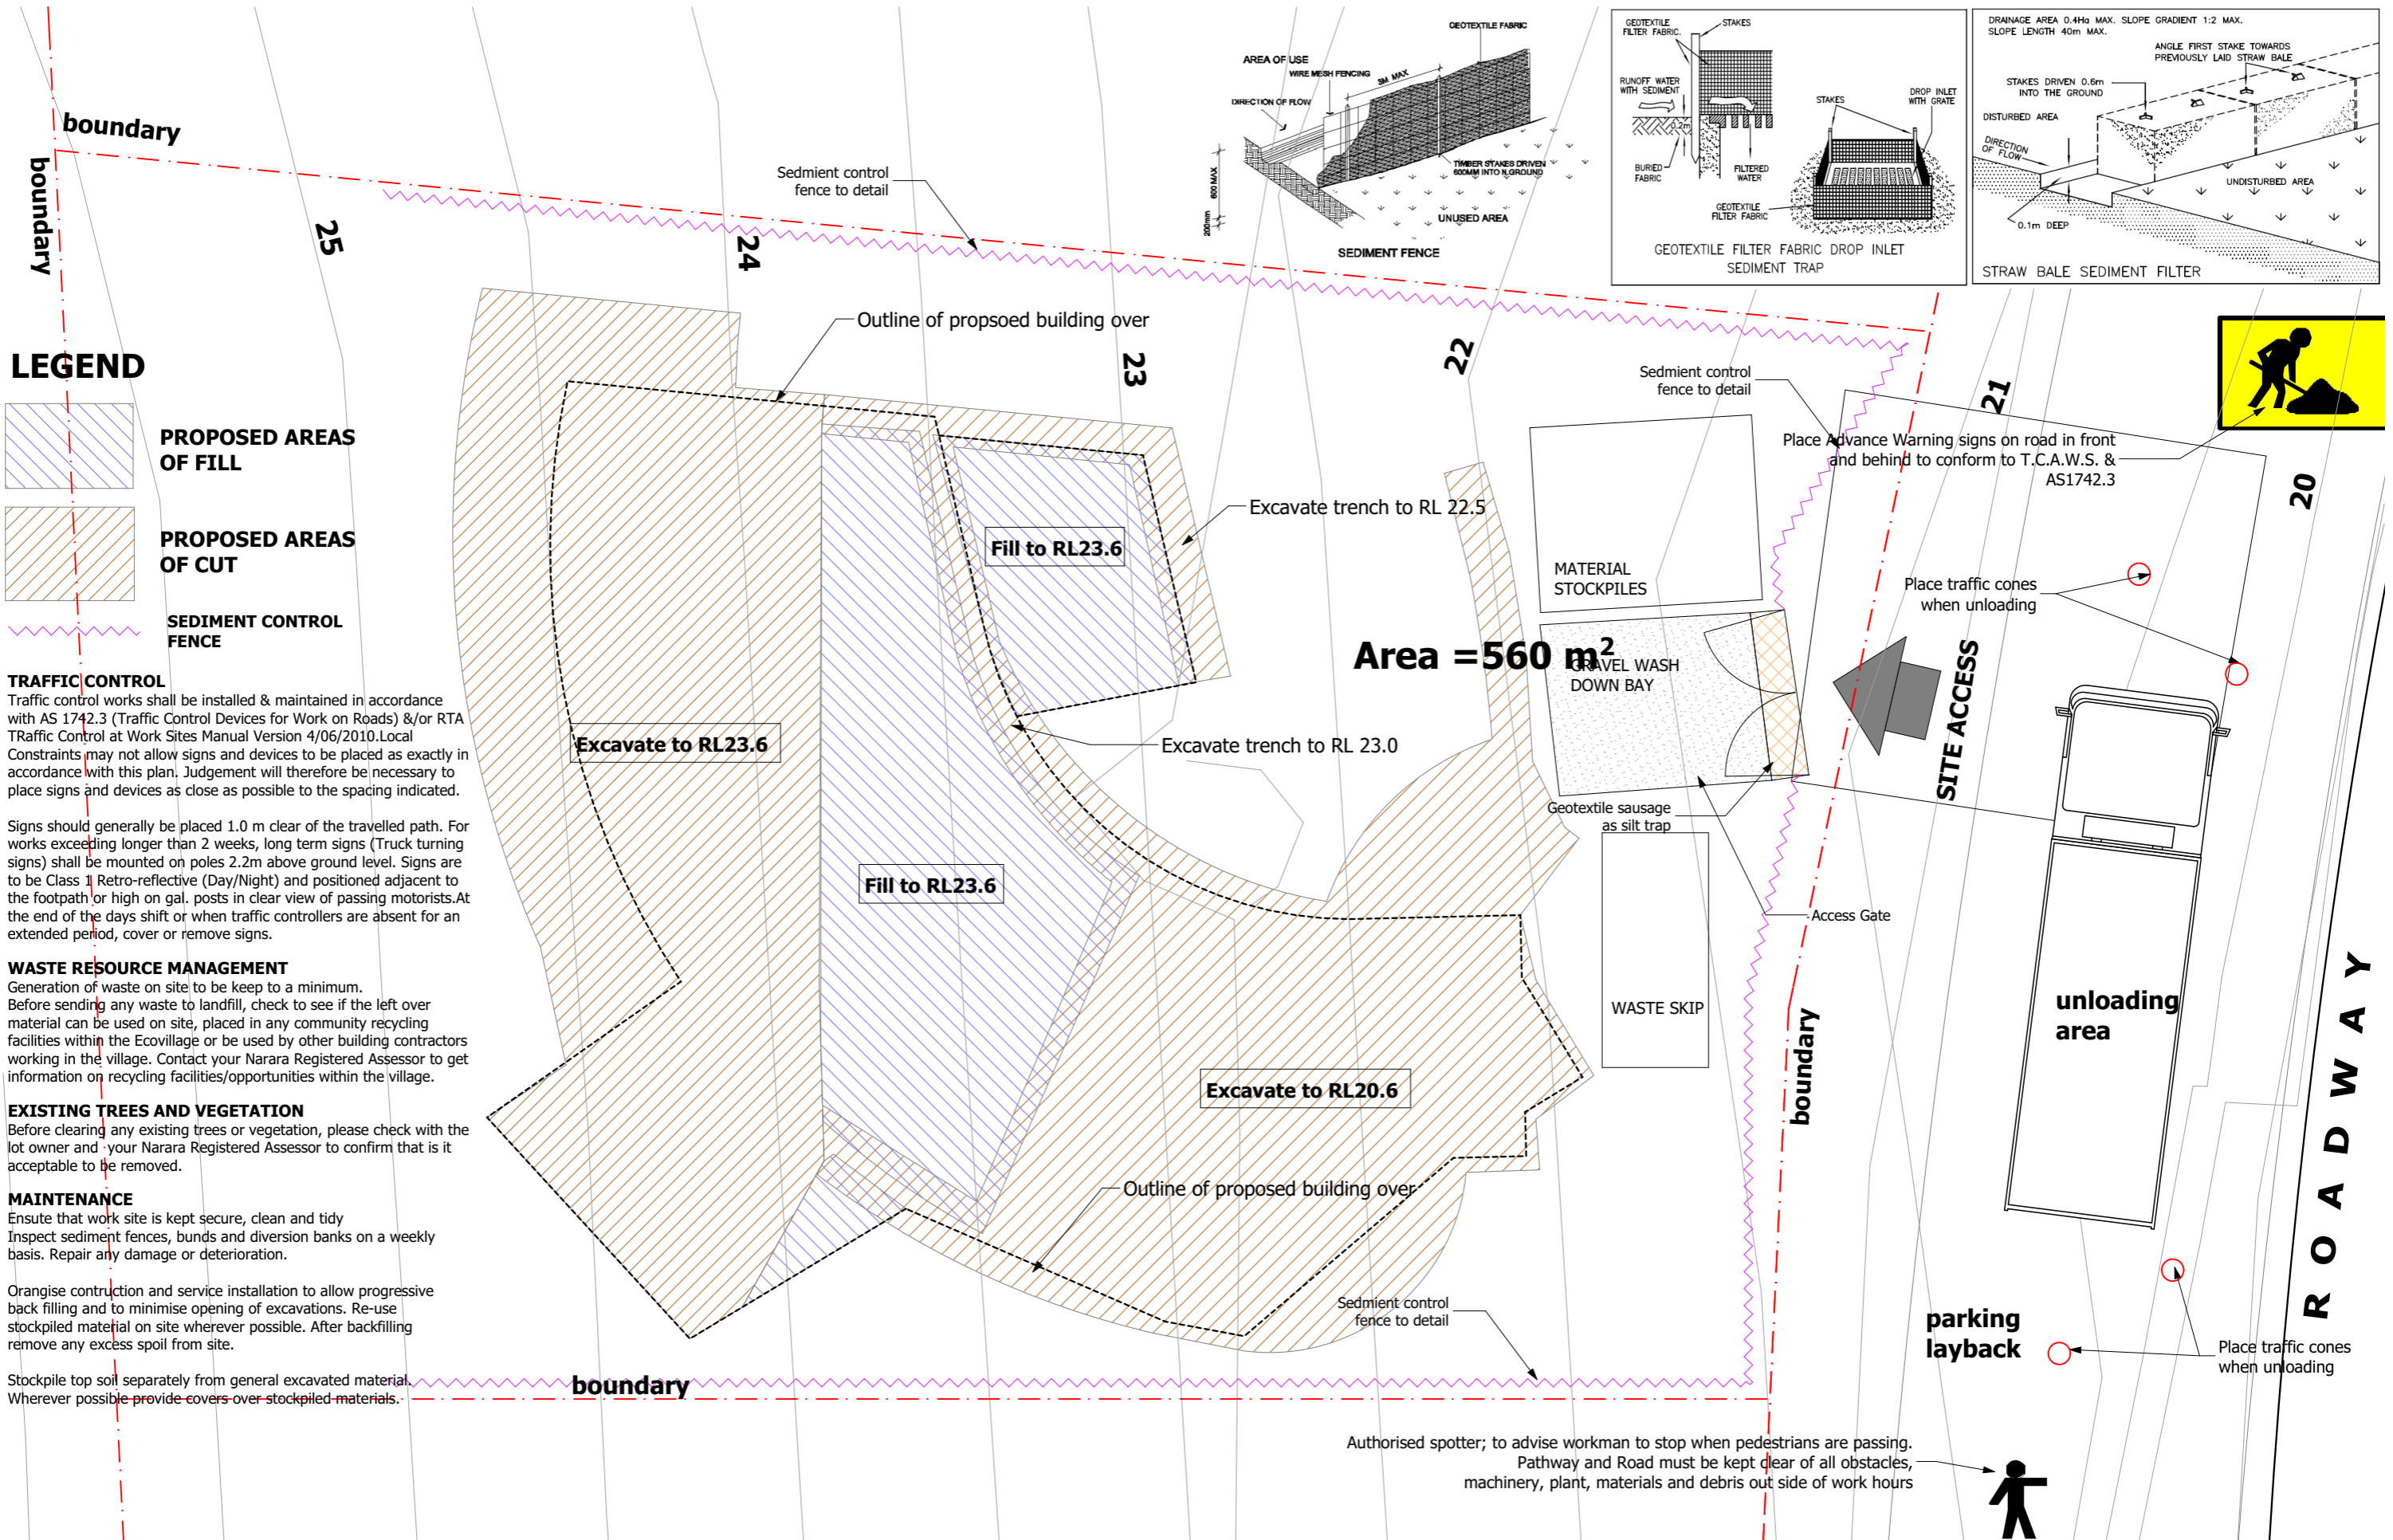 boundary
boundary
25
24
23
22
21
20
Sedmient control
fence to detail
AREA OF USE
GEOTEXTILE FABRIC
WIRE MESH FENCING
3M MAX
DIRECTION OF FLOW
TIMBER STAKES DRIVEN
600MM INTO N.GROUND
600 MAX
200mm
UNUSED AREA
SEDIMENT FENCE
GEOTEXTILE
FILTER FABRIC.
STAKES
RUNOFF WATER
WITH SEDIMENT
0.2m
BURIED
FABRIC
FILTERED
WATER
STAKES
DROP INLET
WITH GRATE
GEOTEXTILE
FILTER FABRIC
GEOTEXTILE FILTER FABRIC DROP INLET
SEDIMENT TRAP
DRAINAGE AREA 0.4Ha MAX. SLOPE GRADIENT 1:2 MAX.
SLOPE LENGTH 40m MAX.
ANGLE FIRST STAKE TOWARDS
PREVIOUSLY LAID STRAW BALE
STAKES DRIVEN 0.6m
INTO THE GROUND
DISTURBED AREA
DIRECTION
OF FLOW
UNDISTURBED AREA
0.1m DEEP
STRAW BALE SEDIMENT FILTER
Outline of propsoed building over
LEGEND
PROPOSED AREAS
OF FILL
PROPOSED AREAS
OF CUT
SEDIMENT CONTROL
FENCE
TRAFFIC CONTROL
Traffic control works shall be installed & maintained in accordance
with AS 1742.3 (Traffic Control Devices for Work on Roads) &/or RTA
TRaffic Control at Work Sites Manual Version 4/06/2010.Local
Constraints may not allow signs and devices to be placed as exactly in
accordance with this plan. Judgement will therefore be necessary to
place signs and devices as close as possible to the spacing indicated.
Signs should generally be placed 1.0 m clear of the travelled path. For
works exceeding longer than 2 weeks, long term signs (Truck turning
signs) shall be mounted on poles 2.2m above ground level. Signs are
to be Class 1 Retro-reflective (Day/Night) and positioned adjacent to
the footpath or high on gal. posts in clear view of passing motorists.At
the end of the days shift or when traffic controllers are absent for an
extended period, cover or remove signs.
WASTE RESOURCE MANAGEMENT
Generation of waste on site to be keep to a minimum.
Before sending any waste to landfill, check to see if the left over
material can be used on site, placed in any community recycling
facilities within the Ecovillage or be used by other building contractors
working in the village. Contact your Narara Registered Assessor to get
information on recycling facilities/opportunities within the village.
EXISTING TREES AND VEGETATION
Before clearing any existing trees or vegetation, please check with the
lot owner and your Narara Registered Assessor to confirm that is it
acceptable to be removed.
MAINTENANCE
Ensute that work site is kept secure, clean and tidy
Inspect sediment fences, bunds and diversion banks on a weekly
basis. Repair any damage or deterioration.
Orangise contruction and service installation to allow progressive
back filling and to minimise opening of excavations. Re-use
stockpiled material on site wherever possible. After backfilling
remove any excess spoil from site.
Stockpile top soil separately from general excavated material.
Wherever possible provide covers over stockpiled materials.
Excavate trench to RL 22.5
Fill to RL23.6
Excavate to RL23.6
Excavate trench to RL 23.0
Fill to RL23.6
Excavate to RL20.6
Outline of proposed building over
Area =560 m²
Sedmient control
fence to detail
Place Advance Warning signs on road in front
and behind to conform to T.C.A.W.S. &
AS1742.3
MATERIAL
STOCKPILES
GRAVEL WASH
DOWN BAY
Place traffic cones
when unloading
SITE ACCESS
Geotextile sausage
as silt trap
Access Gate
WASTE SKIP
boundary
unloading
area
ROADWAY
Sedmient control
fence to detail
boundary
parking
layback
Place traffic cones
when unloading
Authorised spotter; to advise workman to stop when pedestrians are passing.
Pathway and Road must be kept clear of all obstacles,
machinery, plant, materials and debris out side of work hours